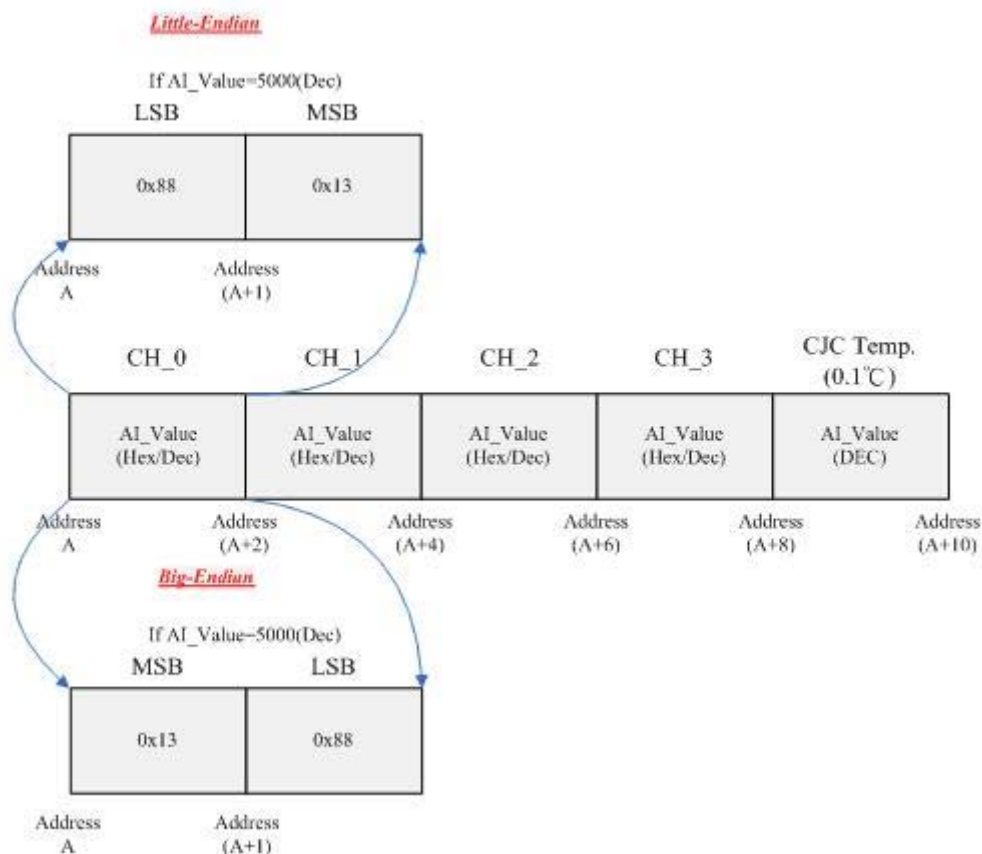 Little-Endian
If AI_Value=5000(Dec)
LSB MSB
0x88 0x13
Address Address
A (A+1)
CH_0 CH_1 CH_2 CH_3 CJC Temp.
(0.1℃)
AI_Value AI_Value AI_Value AI_Value AI_Value
(Hex/Dec) (Hex/Dec) (Hex/Dec) (Hex/Dec) (DEC)
Address Address Address Address Address Address
A (A+2) (A+4) (A+6) (A+8) (A+10)
Big-Endian
If AI_Value=5000(Dec)
MSB LSB
0x13 0x88
Address Address
A (A+1)